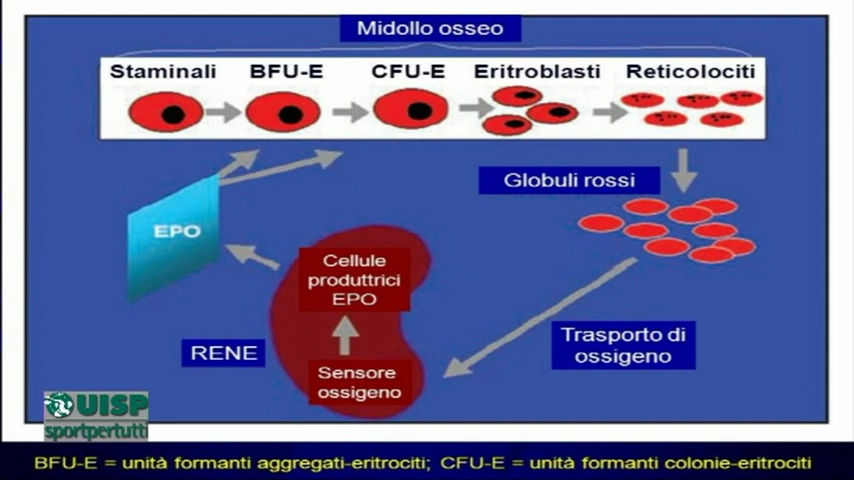 Midollo osseo
Staminali BFU-E CFU-E Eritroblasti Reticolociti
Globuli rossi
EPO
Cellule
produttrici
EPO
Trasporto di
ossigeno
RENE
Sensore
ossigeno
UISP
sportpertutti
BFU-E = unità formanti aggregati-eritrociti; CFU-E = unità formanti colonie-eritrociti